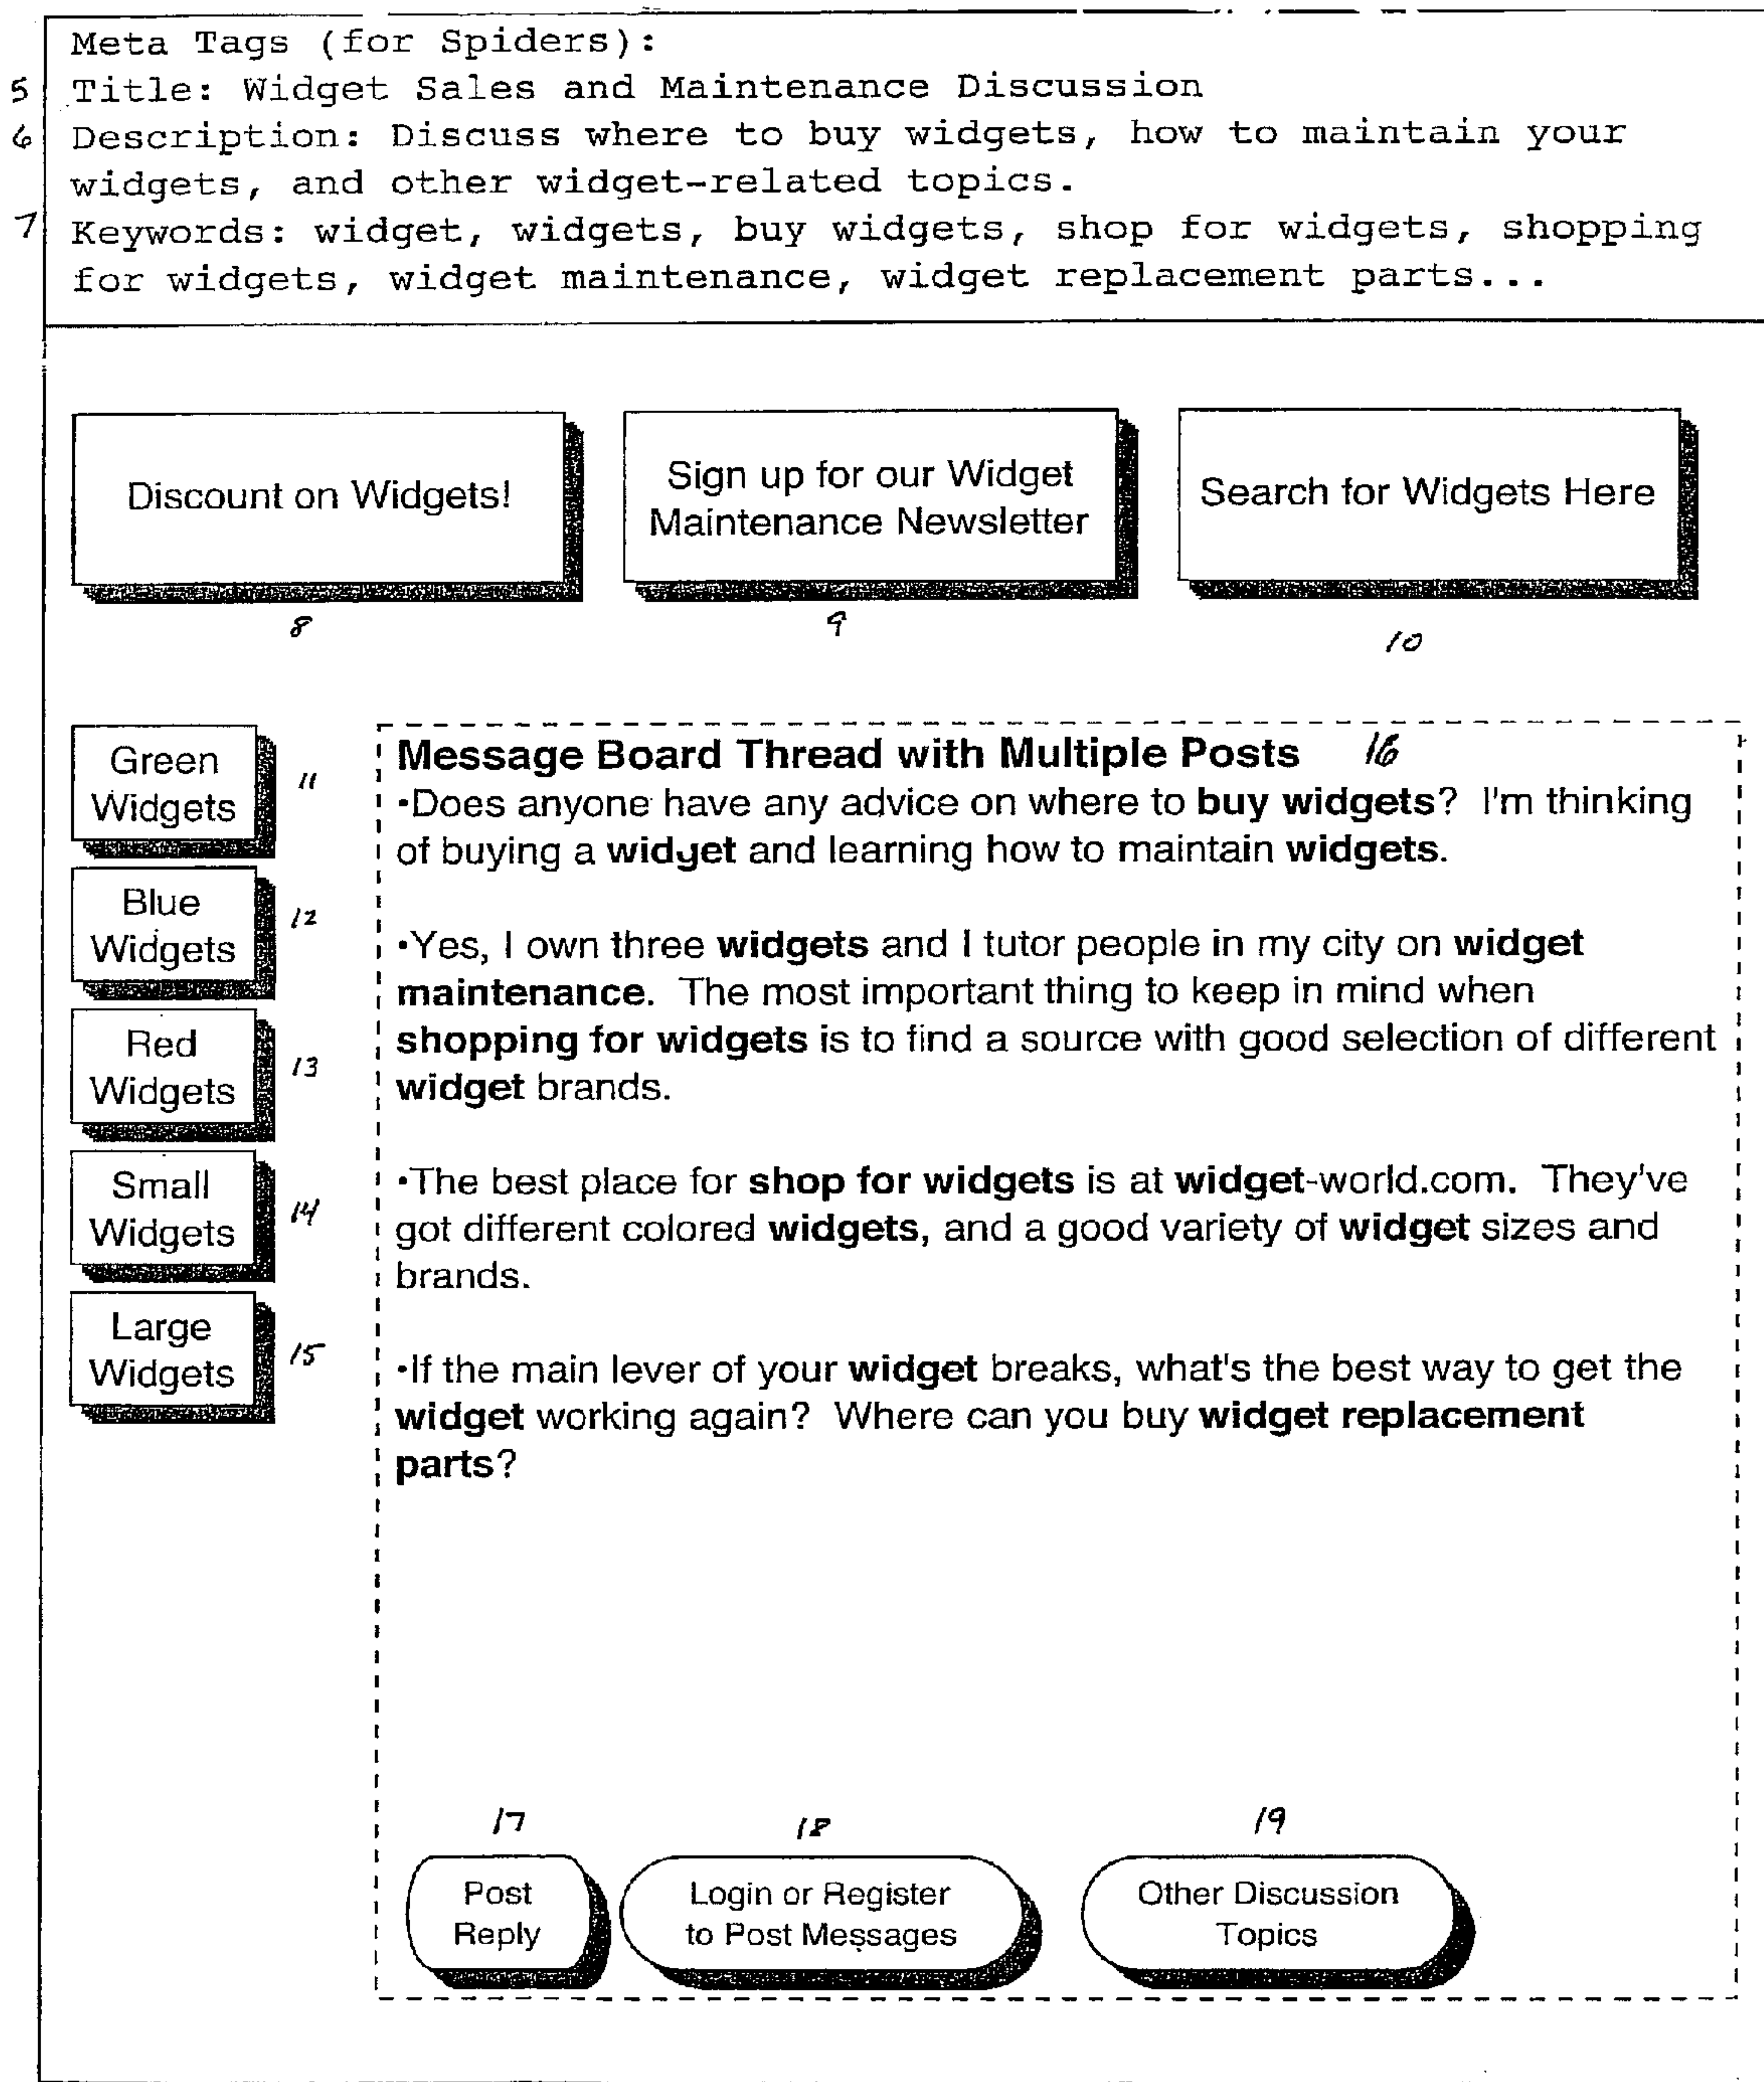 Meta Tags (for Spiders):
5 Title: Widget Sales and Maintenance Discussion
6 Description: Discuss where to buy widgets, how to maintain your
widgets, and other widget-related topics.
7 Keywords: widget, widgets, buy widgets, shop for widgets, shopping
for widgets, widget maintenance, widget replacement parts...
Discount on Widgets!
8
Sign up for our Widget
Maintenance Newsletter
9
Search for Widgets Here
10
Green
Widgets
11
Blue
Widgets
12
Red
Widgets
13
Small
Widgets
14
Large
Widgets
15
Message Board Thread with Multiple Posts 16
•Does anyone have any advice on where to buy widgets? I'm thinking
of buying a widget and learning how to maintain widgets.
•Yes, I own three widgets and I tutor people in my city on widget
maintenance. The most important thing to keep in mind when
shopping for widgets is to find a source with good selection of different
widget brands.
•The best place for shop for widgets is at widget-world.com. They've
got different colored widgets, and a good variety of widget sizes and
brands.
•If the main lever of your widget breaks, what's the best way to get the
widget working again? Where can you buy widget replacement
parts?
17
Post
Reply
18
Login or Register
to Post Messages
19
Other Discussion
Topics